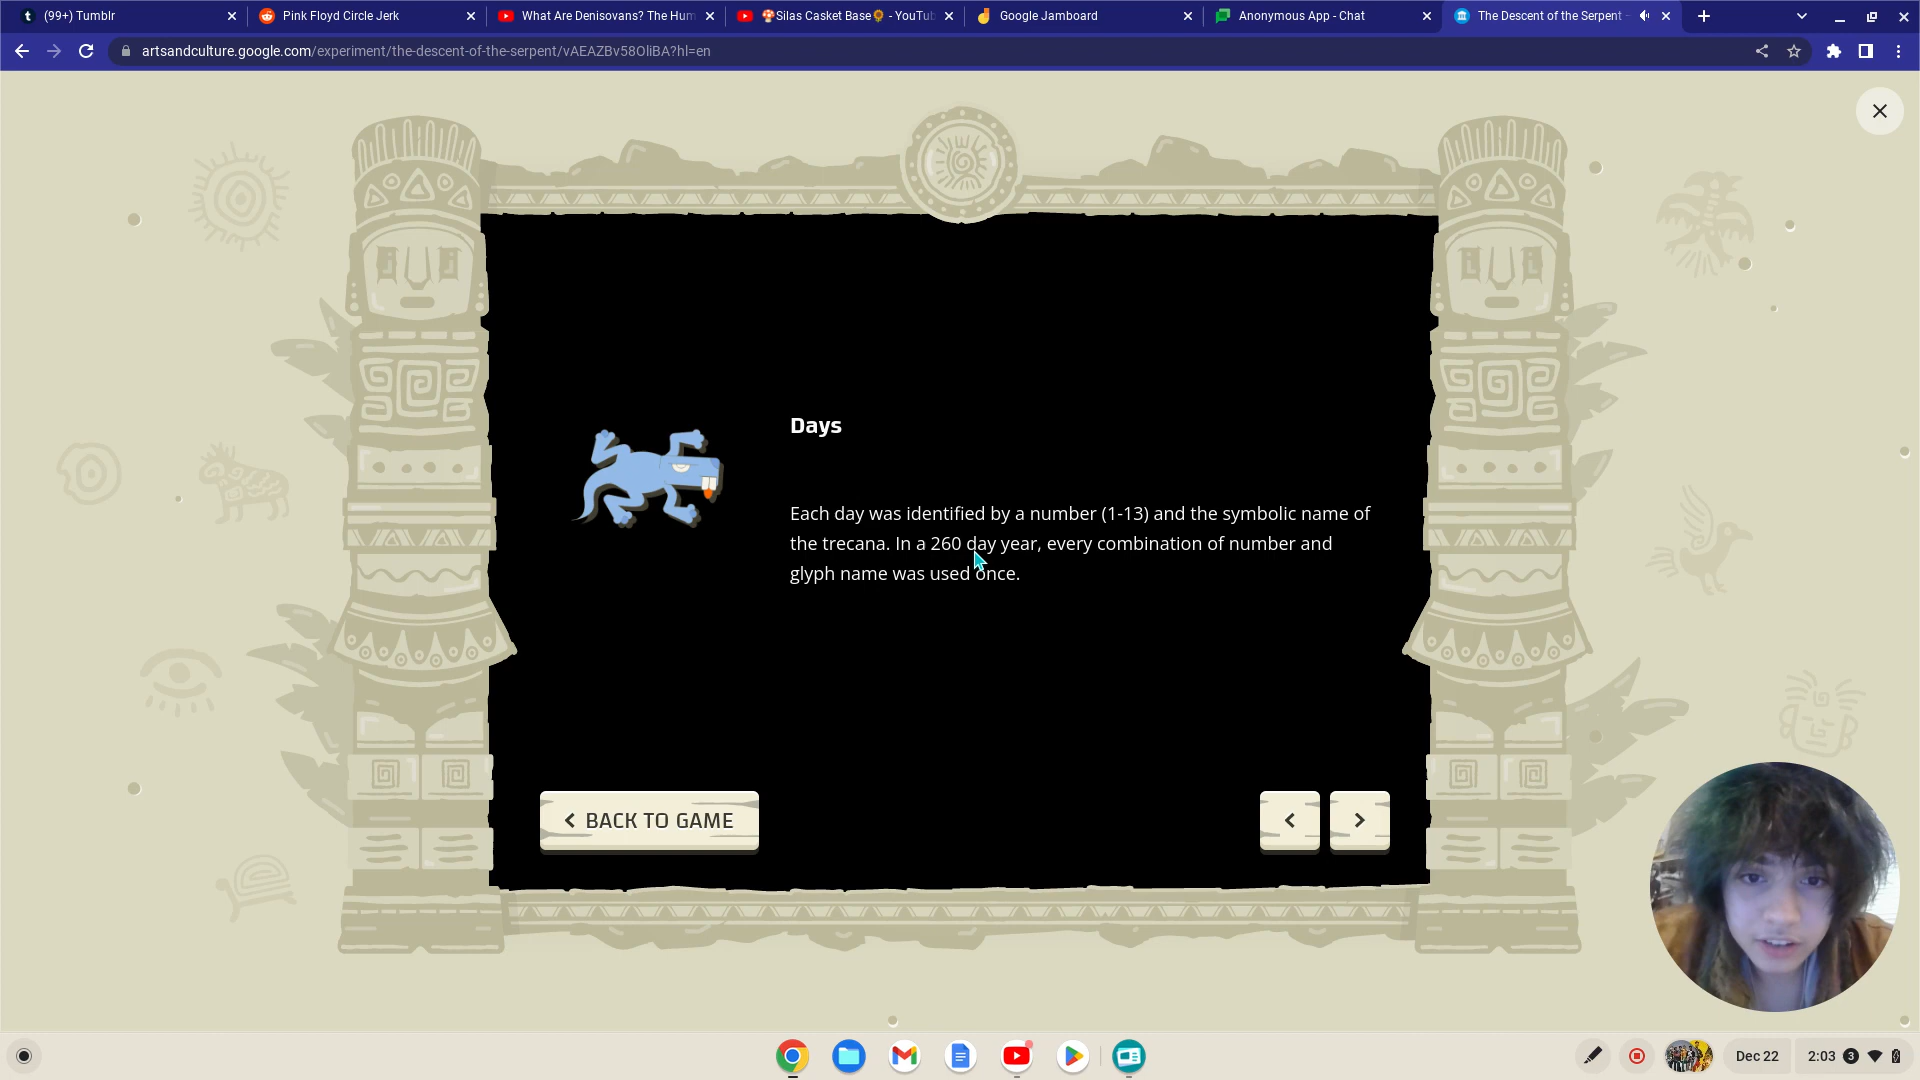 (99+) Tumblr
Pink Floyd Circle Jerk
What Are Denisovans? The Hum
(99+)🍄Silas Casket Base🌻 - YouTub
Google Jamboard
Anonymous App - Chat
The Descent of the Serpent -
artsandculture.google.com/experiment/the-descent-of-the-serpent/vAEAZBv58OliBA?hl=en
Days
Each day was identified by a number (1-13) and the symbolic name of
the trecana. In a 260 day year, every combination of number and
glyph name was used once.
BACK TO GAME
Dec 22
2:03
3